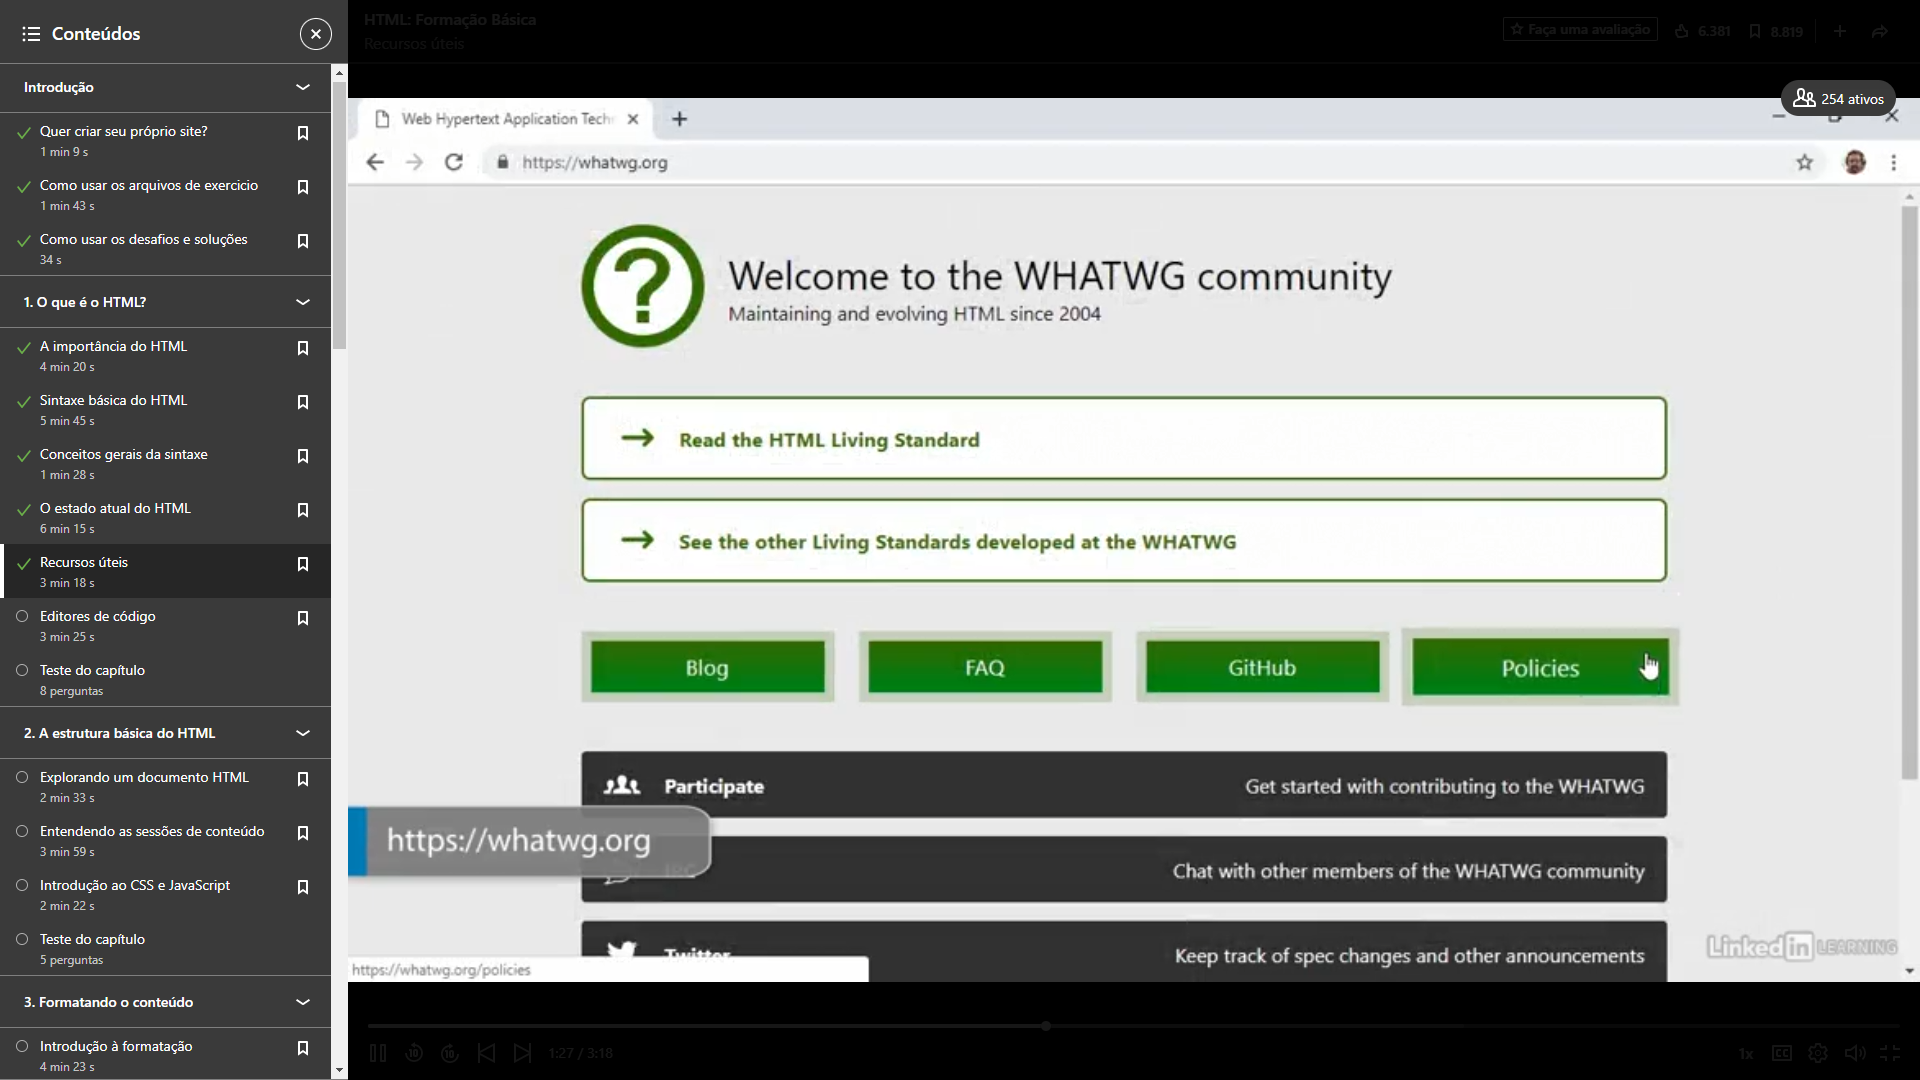 Conteúdos
Introdução
Quer criar seu próprio site?
1 min 9 s
Como usar os arquivos de exercicio
1 min 43 s
Como usar os desafios e soluções
34 s
1. O que é o HTML?
A importância do HTML
4 min 20 s
Sintaxe básica do HTML
5 min 45 s
Conceitos gerais da sintaxe
1 min 28 s
O estado atual do HTML
6 min 15 s
Recursos úteis
3 min 18 s
Editores de código
3 min 25 s
Teste do capítulo
8 perguntas
2. A estrutura básica do HTML
Explorando um documento HTML
2 min 33 s
Entendendo as sessões de conteúdo
3 min 59 s
Introdução ao CSS e JavaScript
2 min 22 s
Teste do capítulo
5 perguntas
3. Formatando o conteúdo
Introdução à formatação
4 min 23 s
HTML: Formação Básica
Recursos úteis
Faça uma avaliação
6.381
8.819
254 ativos
Web Hypertext Application Tech
https://whatwg.org
Welcome to the WHATWG community
Maintaining and evolving HTML since 2004
Read the HTML Living Standard
See the other Living Standards developed at the WHATWG
Blog
FAQ
GitHub
Policies
Participate
Get started with contributing to the WHATWG
https://whatwg.org
Chat with other members of the WHATWG community
Twitter
Keep track of spec changes and other announcements
https://whatwg.org/policies
LinkedIn LEARNING
10
10
1:27 / 3:18
1x
CC